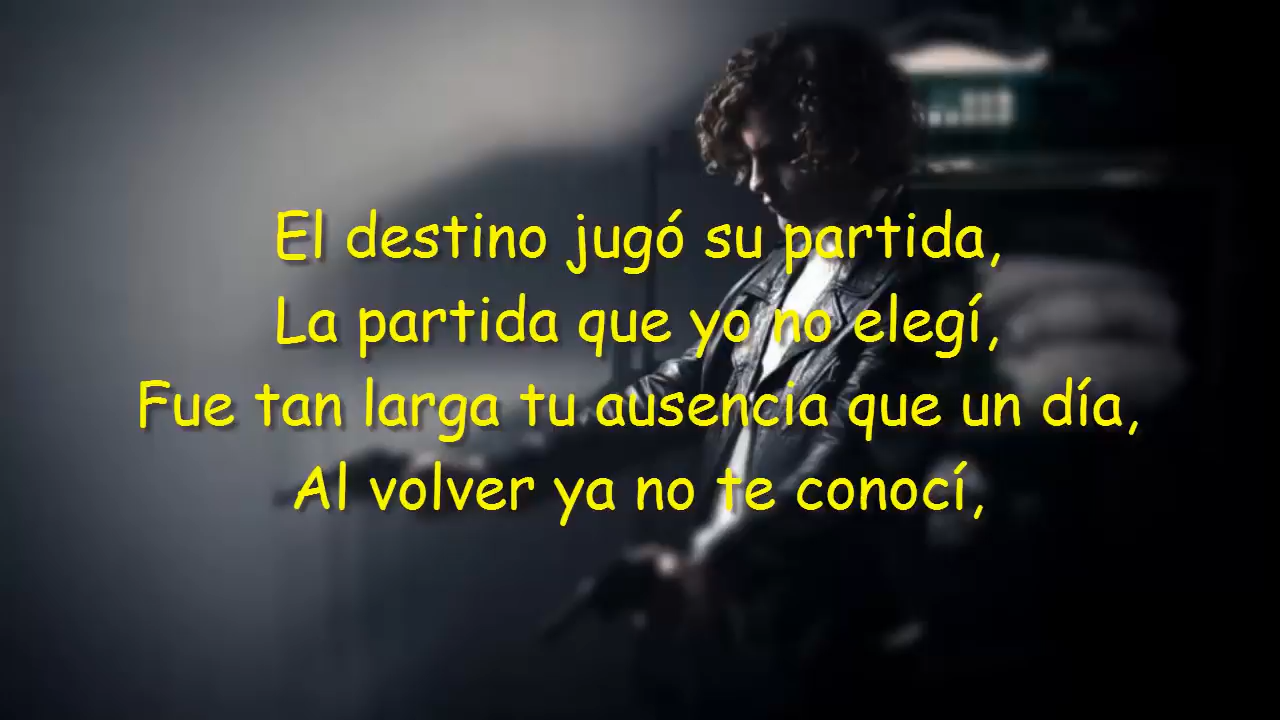 El destino jugó su partida,
La partida que yo no elegí,
Fue tan larga tu ausencia que un día,
Al volver ya no te conocí,